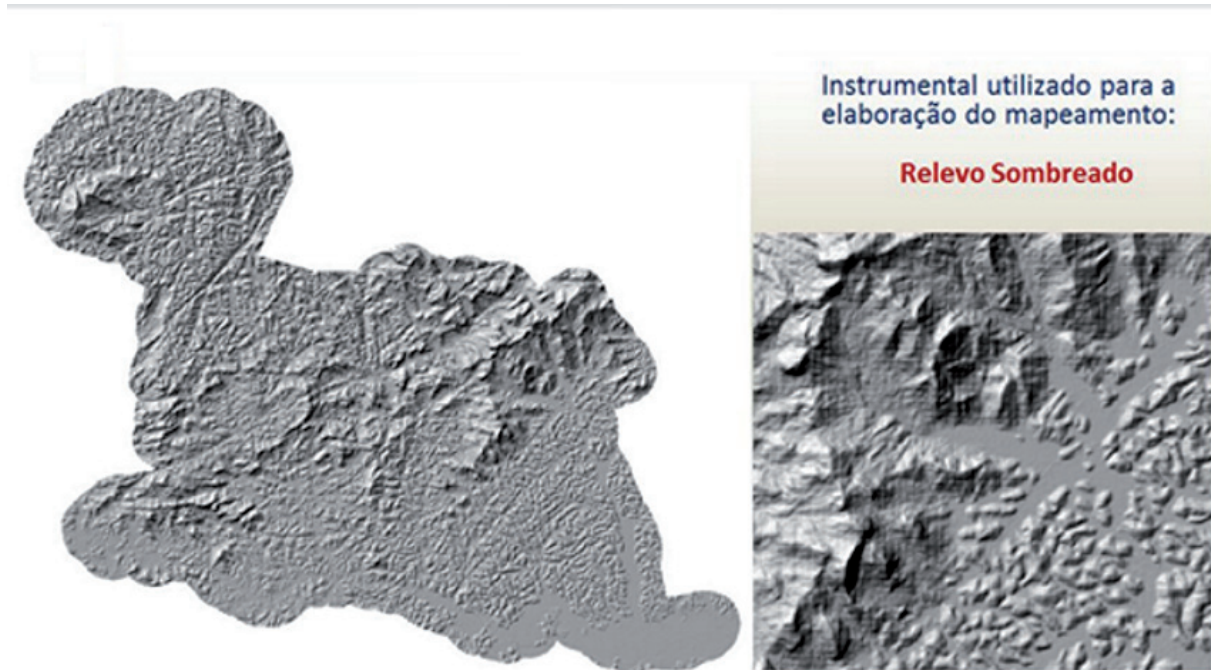 Instrumental utilizado para a
elaboração do mapeamento:
Relevo Sombreado